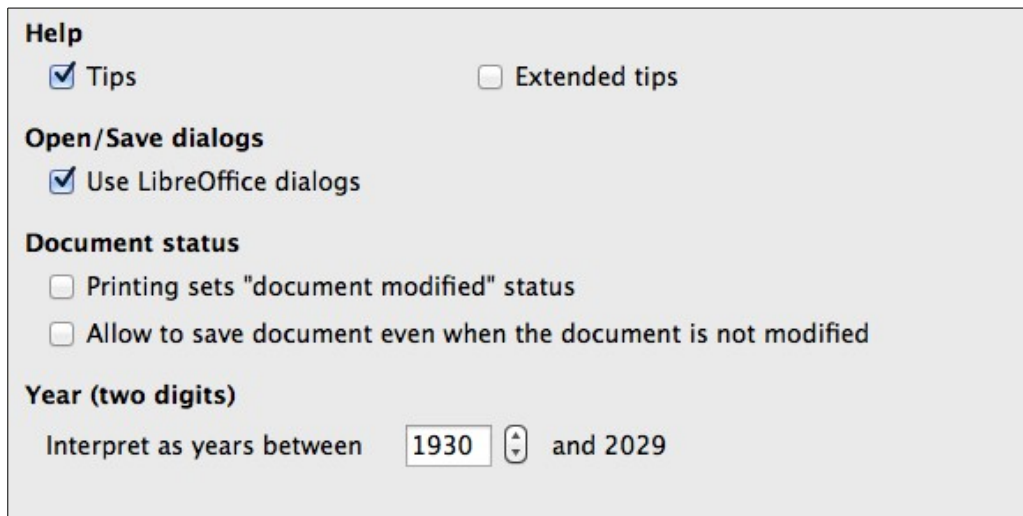 Help
Tips Extended tips
Open/Save dialogs
Use LibreOffice dialogs
Document status
Printing sets "document modified" status
Allow to save document even when the document is not modified
Year (two digits)
Interpret as years between 1930 and 2029